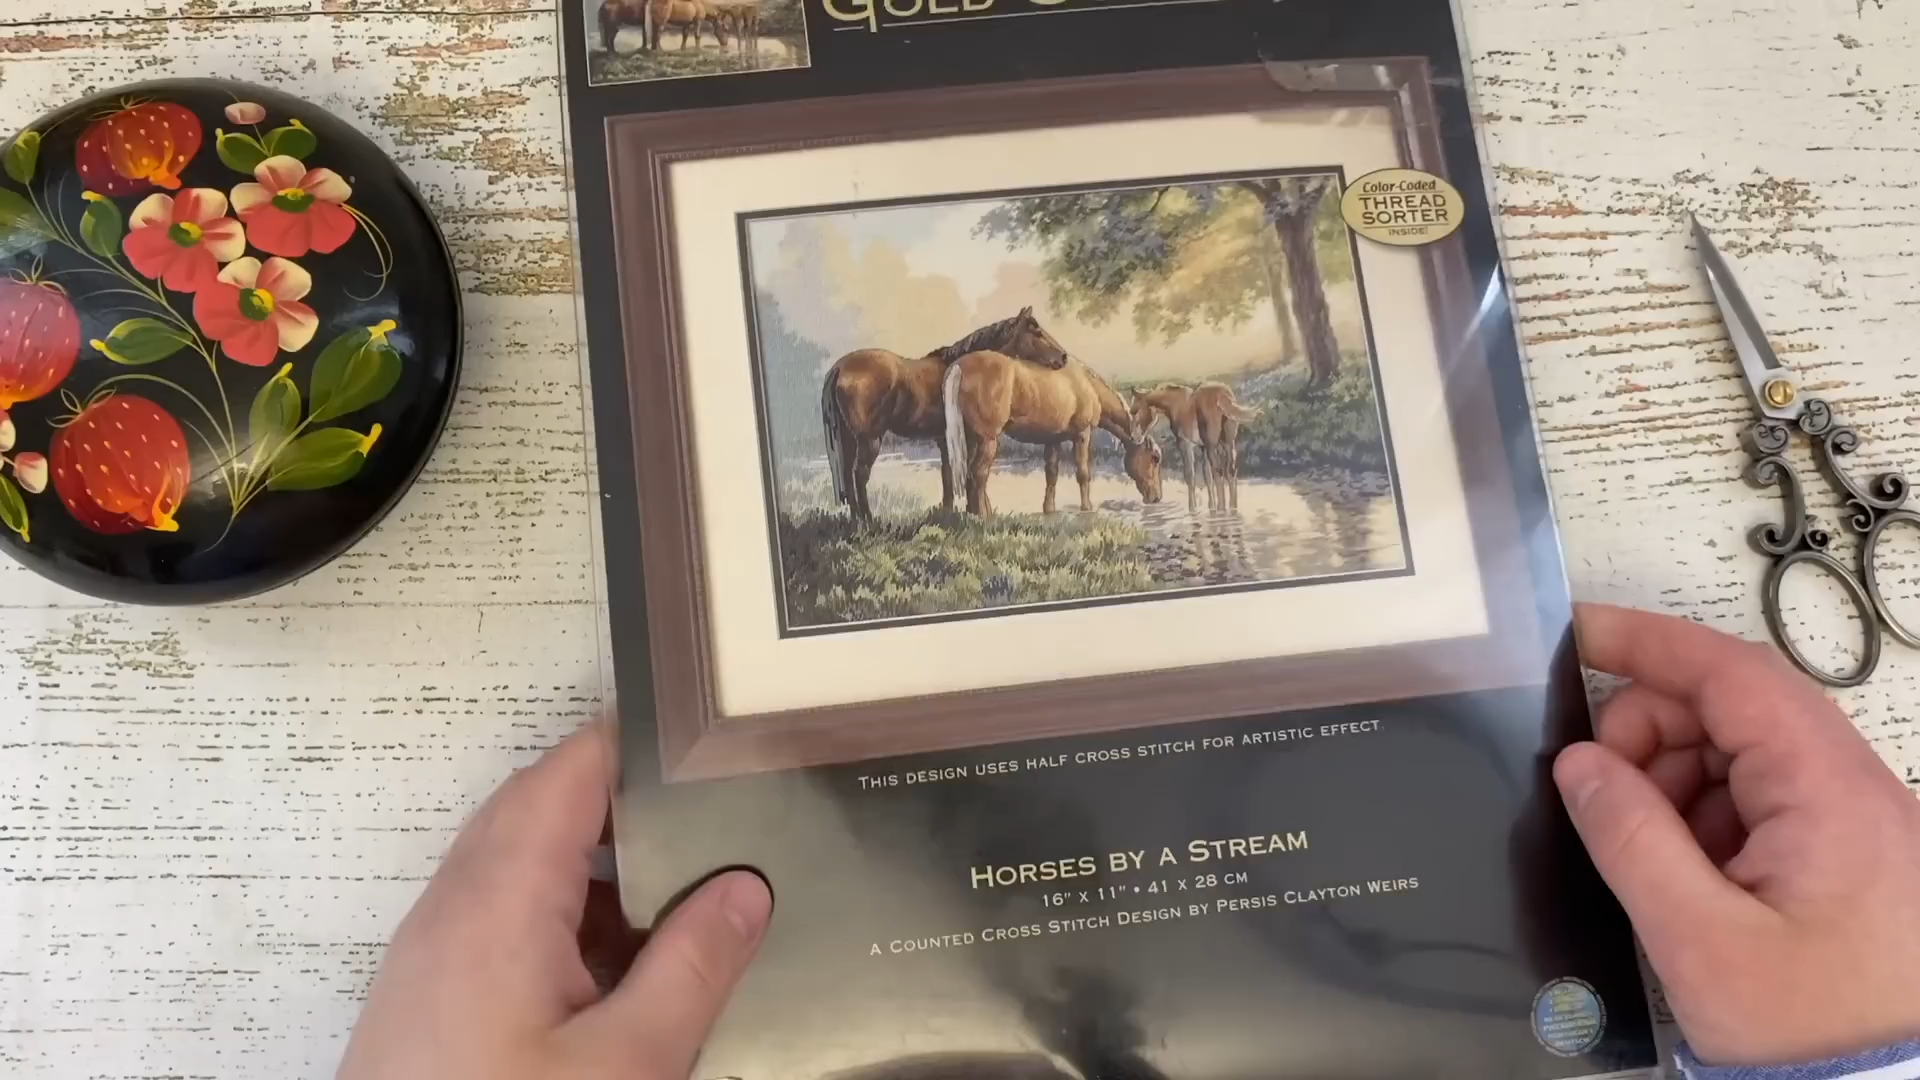 GOLD
Color-Coded
THREAD
SORTER
INSIDE!
THIS DESIGN USES HALF CROSS STITCH FOR ARTISTIC EFFECT.
HORSES BY A STREAM
16" X 11" • 41 X 28 CM
A COUNTED CROSS STITCH DESIGN BY PERSIS CLAYTON WEIRS